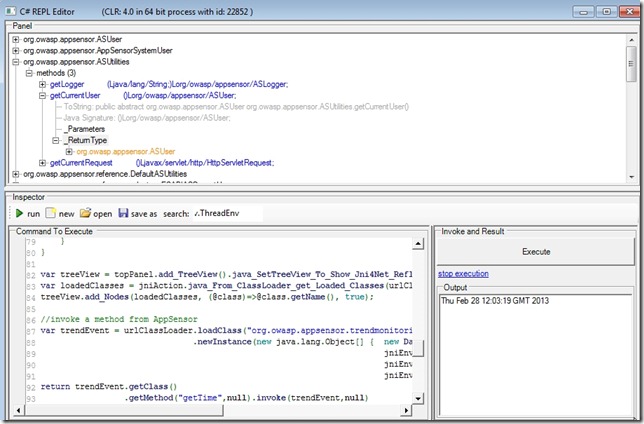 C# REPL Editor (CLR: 4.0 in 64 bit process with id: 22852 )
Panel
org.owasp.appsensor.ASUser
org.owasp.appsensor.AppSensorSystemUser
org.owasp.appsensor.ASUtilities
methods (3)
getLogger (Ljava/lang/String;)Lorg/owasp/appsensor/ASLogger;
getCurrentUser ()Lorg/owasp/appsensor/ASUser;
ToString: public abstract org.owasp.appsensor.ASUser org.owasp.appsensor.ASUtilities.getCurrentUser()
Java Signature: ()Lorg/owasp/appsensor/ASUser;
_Parameters
_ReturnType
org.owasp.appsensor.ASUser
getCurrentRequest ()Ljavax/servlet/http/HttpServletRequest;
org.owasp.appsensor.reference.DefaultASUtilities
Inspector
run new open save as search: v.ThreadEnv
Command To Execute
79 }
80 }
81
82 var treeView = topPanel.add_TreeView().java_SetTreeView_To_Show_Jni4Net_Refl
83 var loadedClasses = jniAction.java_From_ClassLoader_get_Loaded_Classes(urlC
84 treeView.add_Nodes(loadedClasses, (@class)=>@class.getName(), true);
85
86 //invoke a method from AppSensor
87 var trendEvent = urlClassLoader.loadClass("org.owasp.appsensor.trendmonitori
88 .newInstance(new java.lang.Object[] { new Da
89 jniEnv
90 jniEnv
91 jniEnv
92 return trendEvent.getClass()
93 .getMethod("getTime",null).invoke(trendEvent,null)
Invoke and Result
Execute
stop execution
Output
Thu Feb 28 12:03:19 GMT 2013